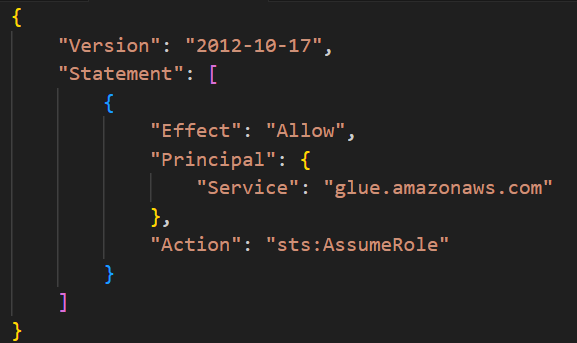 {
    "Version": "2012-10-17",
    "Statement": [
        {
            "Effect": "Allow",
            "Principal": {
                "Service": "glue.amazonaws.com"
            },
            "Action": "sts:AssumeRole"
        }
    ]
}